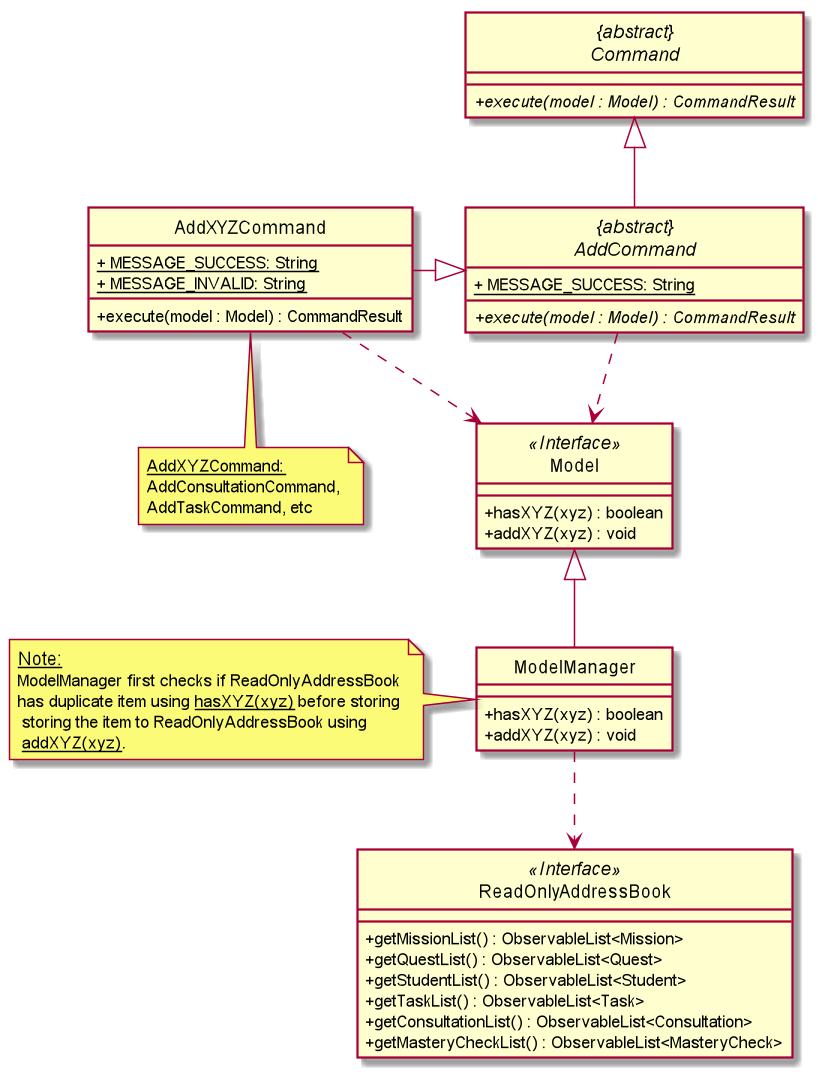 {abstract}
Command
+execute(model : Model) : CommandResult
AddXYZCommand
+ MESSAGE_SUCCESS: String
+ MESSAGE_INVALID: String
+execute(model : Model) : CommandResult
{abstract}
AddCommand
+ MESSAGE_SUCCESS: String
+execute(model : Model) : CommandResult
AddXYZCommand:
AddConsultationCommand,
AddTaskCommand, etc
«Interface»
Model
+hasXYZ(xyz) : boolean
+addXYZ(xyz) : void
Note:
ModelManager first checks if ReadOnlyAddressBook
has duplicate item using hasXYZ(xyz) before storing
storing the item to ReadOnlyAddressBook using
addXYZ(xyz).
ModelManager
+hasXYZ(xyz) : boolean
+addXYZ(xyz) : void
«Interface»
ReadOnlyAddressBook
+getMissionList() : ObservableList<Mission>
+getQuestList() : ObservableList<Quest>
+getStudentList() : ObservableList<Student>
+getTaskList() : ObservableList<Task>
+getConsultationList() : ObservableList<Consultation>
+getMasteryCheckList() : ObservableList<MasteryCheck>